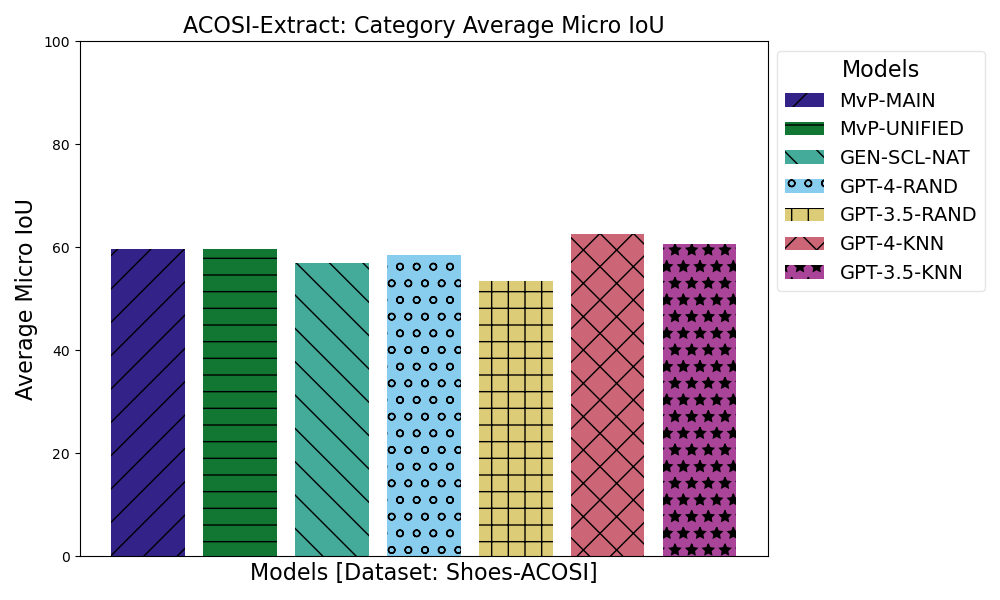 ACOSI-Extract: Category Average Micro IoU
100
80
60
40
20
0
Average Micro IoU
Models [Dataset: Shoes-ACOSI]
Models
MvP-MAIN
MvP-UNIFIED
GEN-SCL-NAT
GPT-4-RAND
GPT-3.5-RAND
GPT-4-KNN
GPT-3.5-KNN